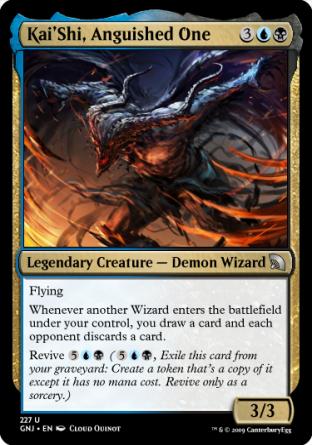 Kai'Shi, Anguished One 3
Legendary Creature — Demon Wizard
Flying
Whenever another Wizard enters the battlefield
under your control, you draw a card and each
opponent discards a card.
Revive 5 ( 5 , Exile this card from
your graveyard: Create a token that's a copy of it
except it has no mana cost. Revive only as a
sorcery.)
3/3
227 U
GNJ • EN Cloud Quinot
™ & © 2019 CanterburyEgg